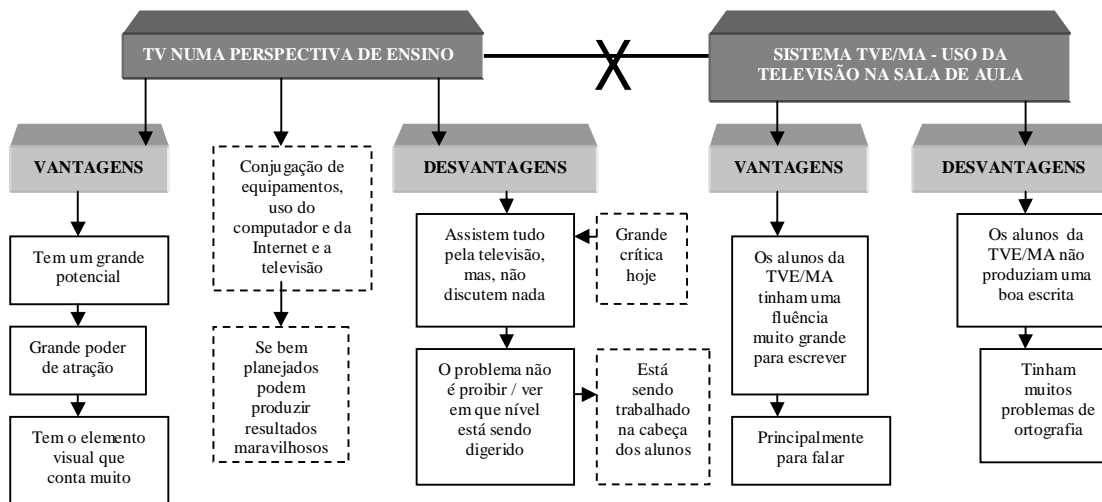 TV NUMA PERSPECTIVA DE ENSINO
X
SISTEMA TVE/MA - USO DA
TELEVISÃO NA SALA DE AULA
VANTAGENS
Tem um grande
potencial
Grande poder
de atração
Tem o elemento
visual que
conta muito
Conjugação de
equipamentos,
uso do
computador e da
Internet e a
televisão
Se bem
planejados
podem
produzir
resultados
maravilhosos
DESVANTAGENS
Assistem tudo
pela televisão,
mas, não
discutem nada
Grande
crítica
hoje
O problema não
é proibir / ver
em que nível
está sendo
digerido
Está
sendo
trabalhado
na cabeça
dos alunos
VANTAGENS
Os alunos da
TVE/MA
tinham uma
fluência
muito grande
para escrever
Principalmente
para falar
DESVANTAGENS
Os alunos da
TVE/MA não
produziam uma
boa escrita
Tinham
muitos
problemas de
ortografia